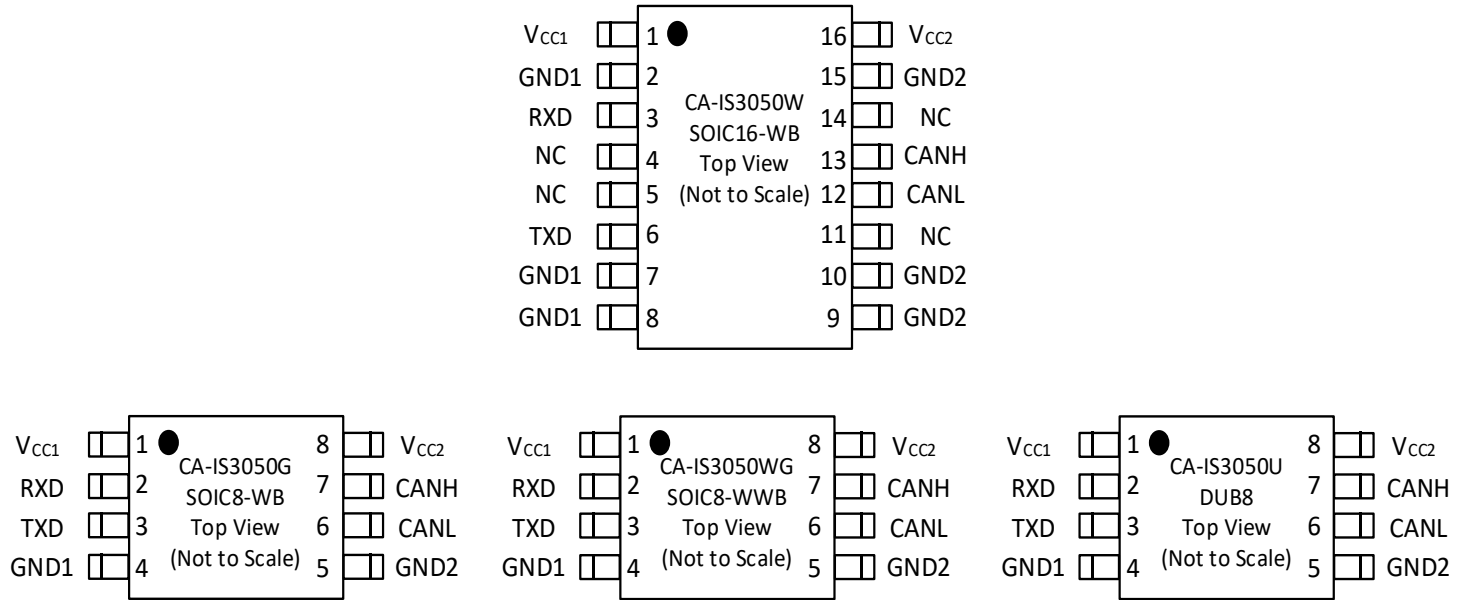 VCC1 1 16 VCC2
GND1 2 15 GND2
RXD 3 14 NC
NC 4 13 CANH
NC 5 12 CANL
TXD 6 11 NC
GND1 7 10 GND2
GND1 8 9 GND2
CA-IS3050W
SOIC16-WB
Top View
(Not to Scale)
VCC1 1 8 VCC2
RXD 2 7 CANH
TXD 3 6 CANL
GND1 4 5 GND2
CA-IS3050G
SOIC8-WB
Top View
(Not to Scale)
VCC1 1 8 VCC2
RXD 2 7 CANH
TXD 3 6 CANL
GND1 4 5 GND2
CA-IS3050WG
SOIC8-WWB
Top View
(Not to Scale)
VCC1 1 8 VCC2
RXD 2 7 CANH
TXD 3 6 CANL
GND1 4 5 GND2
CA-IS3050U
DUB8
Top View
(Not to Scale)